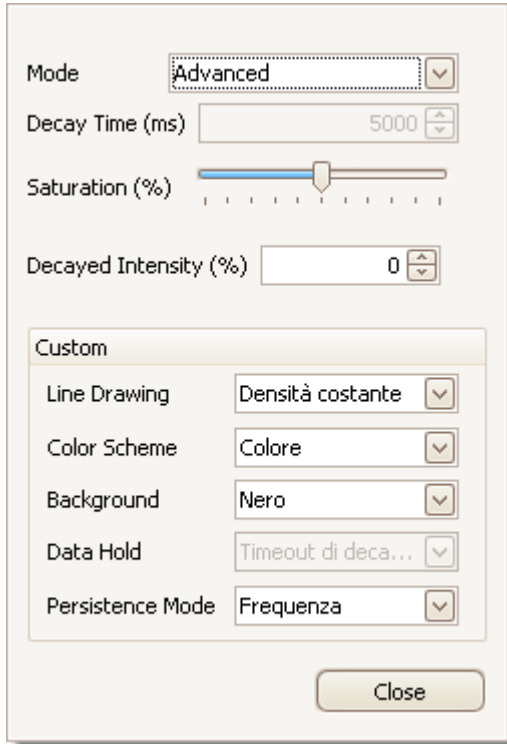 Mode Advanced
Decay Time (ms) 5000
Saturation (%)
Decayed Intensity (%) 0
Custom
Line Drawing Densità costante
Color Scheme Colore
Background Nero
Data Hold Timeout di deca...
Persistence Mode Frequenza
Close